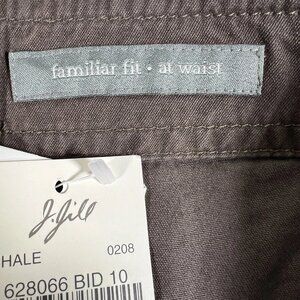 familiar fit • at waist
J.Jill
HALE 0208
628066 BID 10